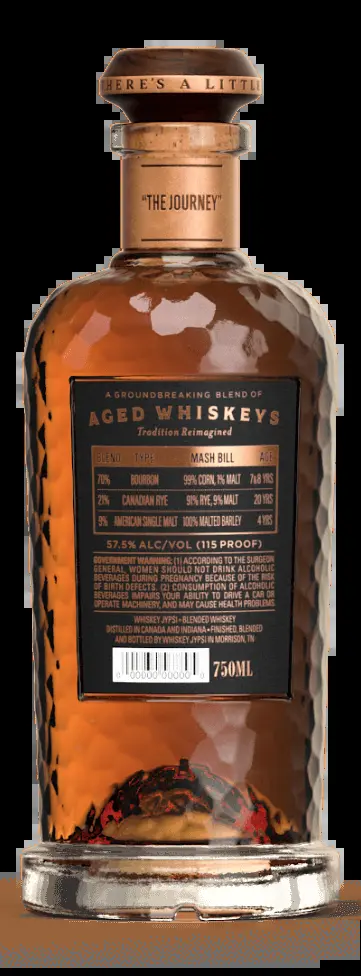 HERE'S A LITTL
"THE JOURNEY"
A GROUNDBREAKING BLEND OF
AGED WHISKEYS
Tradition Reimagined
BLEND TYPE MASH BILL AGE
70% BOURBON 99% CORN, 1% MALT 7&8 YRS
21% CANADIAN RYE 91% RYE, 9% MALT 20 YRS
9% AMERICAN SINGLE MALT 100% MALTED BARLEY 4 YRS
57.5% ALC/VOL (115 PROOF)
GOVERNMENT WARNING: (1) ACCORDING TO THE SURGEON
GENERAL, WOMEN SHOULD NOT DRINK ALCOHOLIC
BEVERAGES DURING PREGNANCY BECAUSE OF THE RISK
OF BIRTH DEFECTS. (2) CONSUMPTION OF ALCOHOLIC
BEVERAGES IMPAIRS YOUR ABILITY TO DRIVE A CAR OR
OPERATE MACHINERY, AND MAY CAUSE HEALTH PROBLEMS.
WHISKEY JYPSI • BLENDED WHISKEY
DISTILLED IN CANADA AND INDIANA • FINISHED, BLENDED
AND BOTTLED BY WHISKEY JYPSI IN MORRISON, TN
0 00000 00000 0
750ML